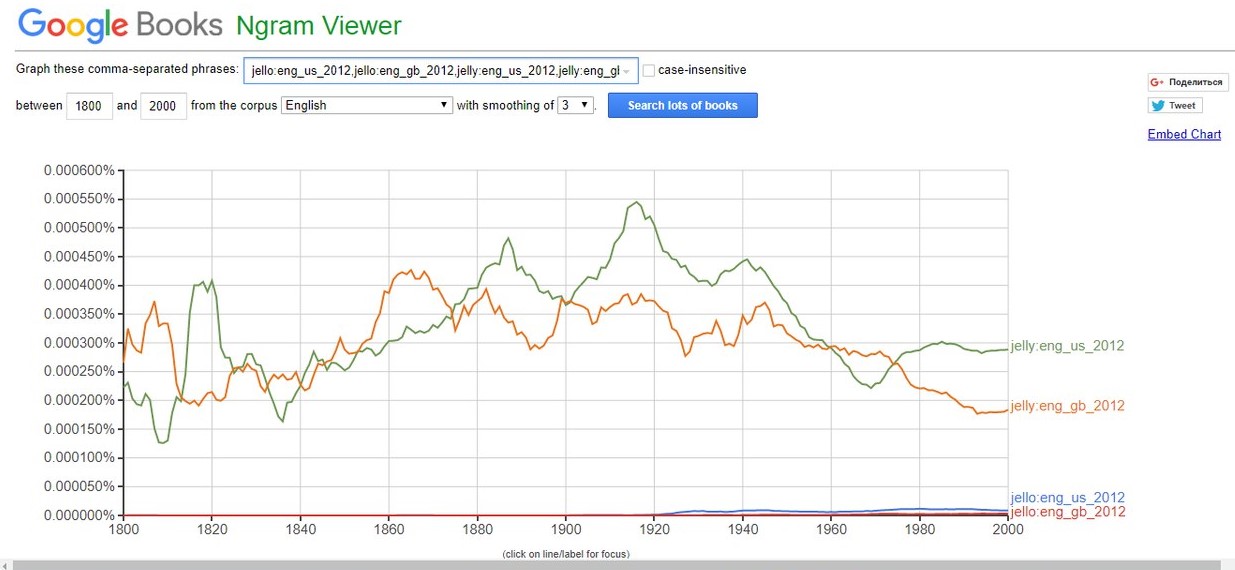 Google Books Ngram Viewer
Graph these comma-separated phrases: jello:eng_us_2012,jello:eng_gb_2012,jelly:eng_us_2012,jelly:eng_gl case-insensitive
between 1800 and 2000 from the corpus English with smoothing of 3 . Search lots of books
G+ Поделиться
Tweet
Embed Chart
0.000600%
0.000550%
0.000500%
0.000450%
0.000400%
0.000350%
0.000300%
0.000250%
0.000200%
0.000150%
0.000100%
0.000050%
0.000000%
jelly:eng_us_2012
jelly:eng_gb_2012
jello:eng_us_2012
jello:eng_gb_2012
1800 1820 1840 1860 1880 1900 1920 1940 1960 1980 2000
(click on line/label for focus)